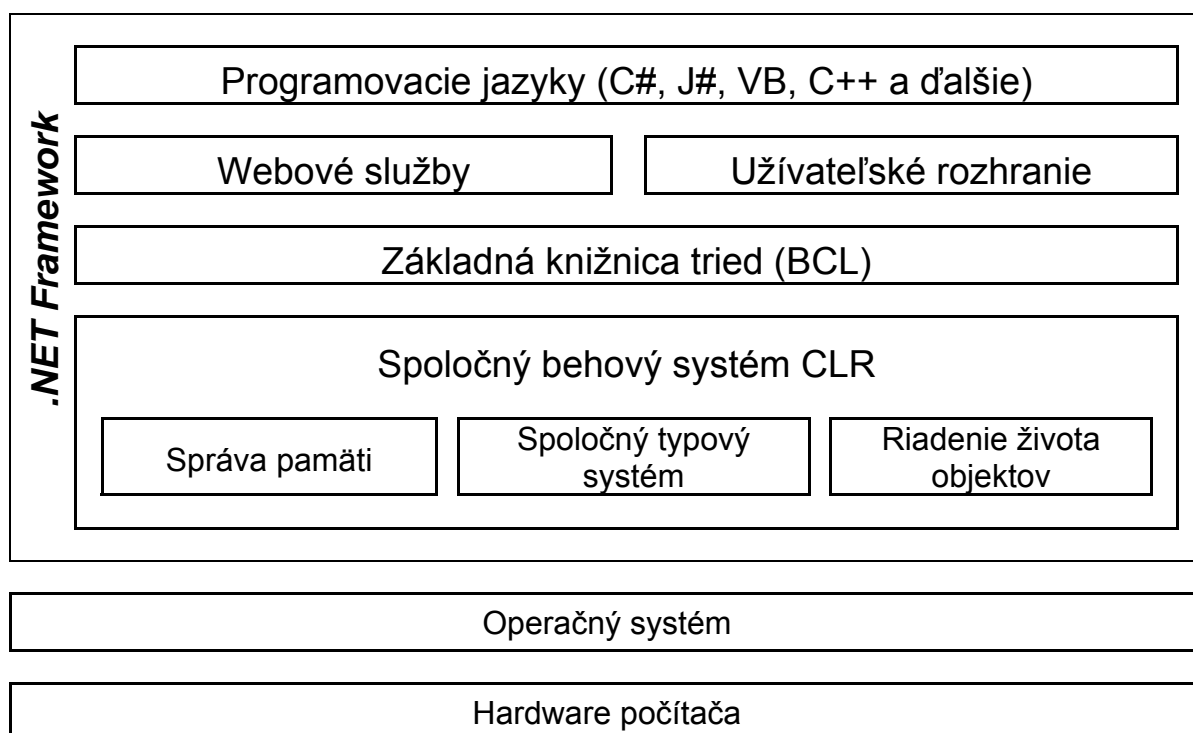 .NET Framework
Programovacie jazyky (C#, J#, VB, C++ a ďalšie)
Webové služby
Užívateľské rozhranie
Základná knižnica tried (BCL)
Spoločný behový systém CLR
Správa pamäti
Spoločný typový
systém
Riadenie života
objektov
Operačný systém
Hardware počítača